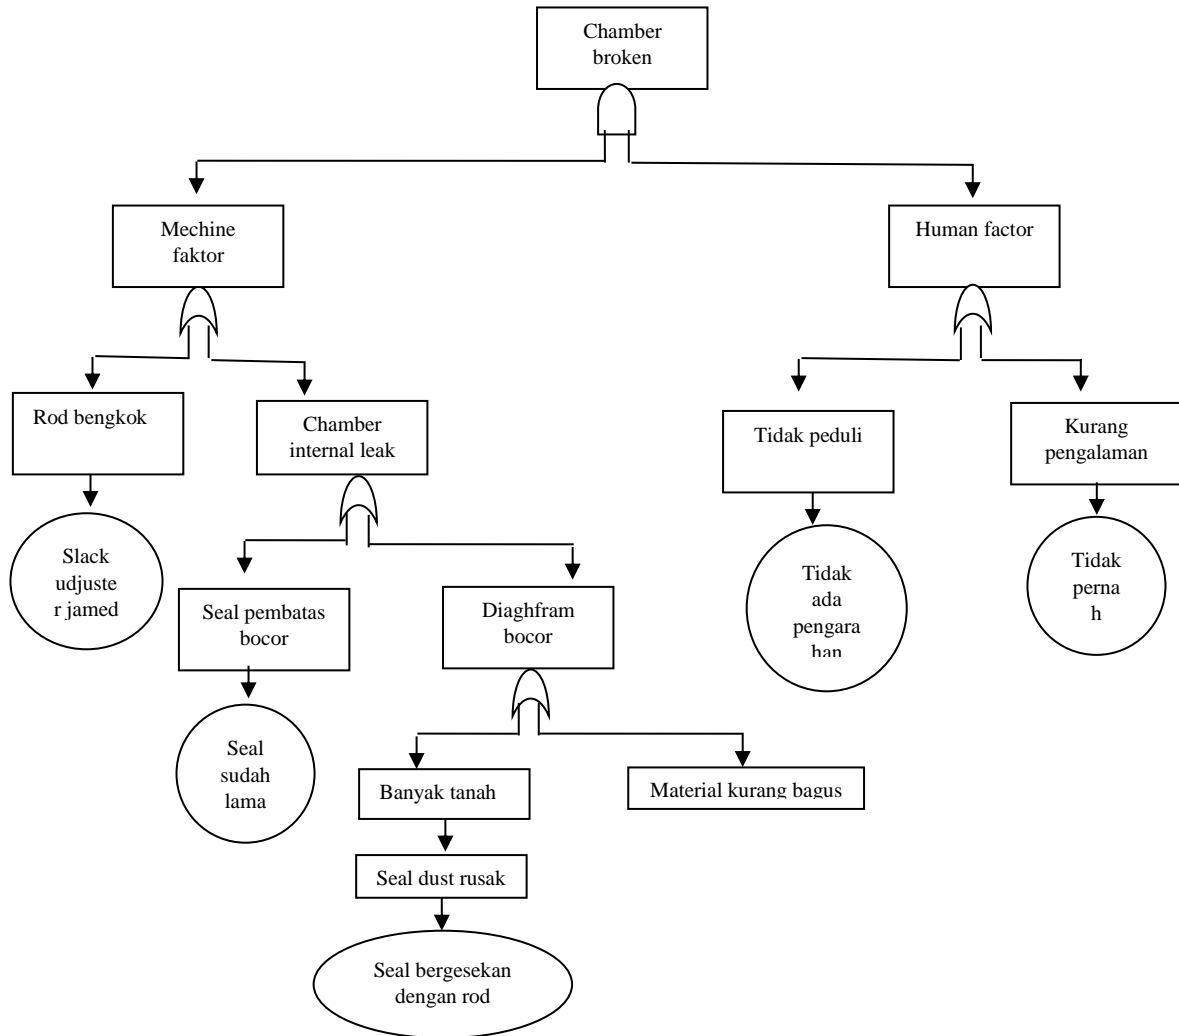 Chamber
broken
Mechine
faktor
Human factor
Rod bengkok
Chamber
internal leak
Tidak peduli
Kurang
pengalaman
Slack
udjuste
r jamed
Seal pembatas
bocor
Diaghfram
bocor
Tidak
ada
pengara
han
Tidak
perna
h
Seal
sudah
lama
Banyak tanah
Material kurang bagus
Seal dust rusak
Seal bergesekan
dengan rod